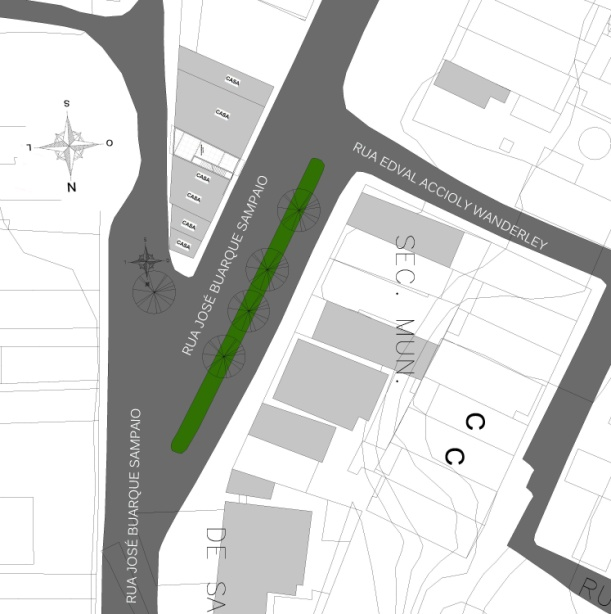 CASA
CASA
S
L
O
N
CASA
CASA
CASA
CASA
RUA EDVAL ACCIOLY WANDERLEY
RUA JOSÉ BUARQUE SAMPAIO
SEC. MUN.
C
C
RUA JOSÉ BUARQUE SAMPAIO
DE SA
RU